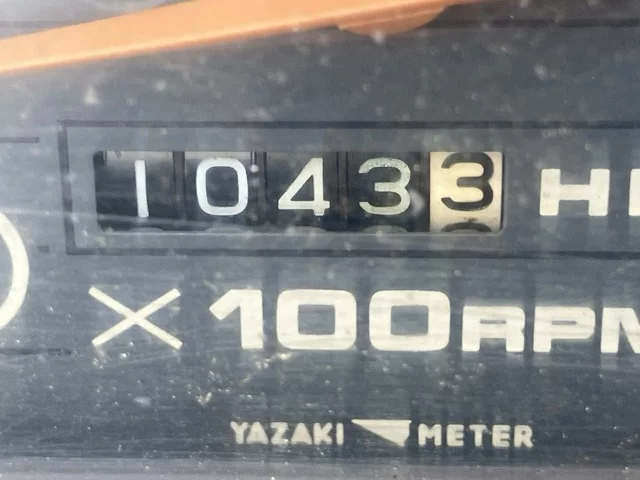 10433 H
×100RPM
YAZAKI METER